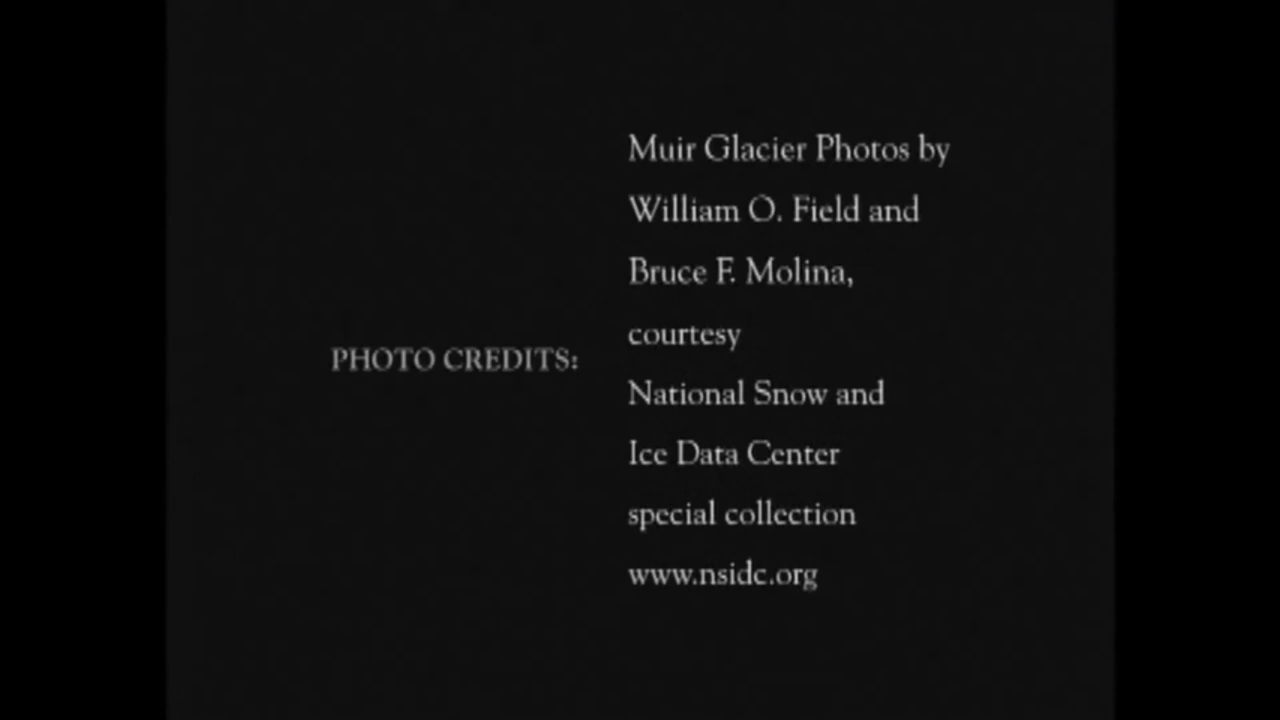 Muir Glacier Photos by
William O. Field and
Bruce F. Molina,
courtesy
PHOTO CREDITS:
National Snow and
Ice Data Center
special collection
www.nsidc.org